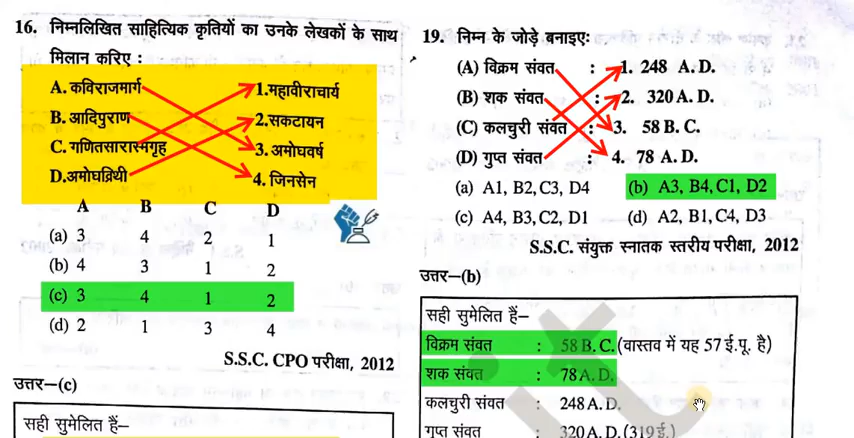 16. निम्नलिखित साहित्यिक कृतियों का उनके लेखकों के साथ
मिलान करिए :
A. कविराजमार्ग 1.महावीराचार्य
B. आदिपुराण 2.सकटायन
C. गणितसारास्मगृह 3. अमोघवर्ष
D.अमोघव्रिथी 4. जिनसेन
A B C D
(a) 3 4 2 1
(b) 4 3 1 2
(c) 3 4 1 2
(d) 2 1 3 4
S.S.C. CPO परीक्षा, 2012
उत्तर–(c)
सही सुमेलित हैं–
19. निम्न के जोड़े बनाइएः
(A) विक्रम संवत : 1. 248 A.D.
(B) शक संवत : 2. 320 A.D.
(C) कलचुरी संवत : 3. 58 B.C.
(D) गुप्त संवत : 4. 78 A.D.
(a) A1, B2, C3, D4 (b) A3, B4, C1, D2
(c) A4, B3, C2, D1 (d) A2, B1, C4, D3
S.S.C. संयुक्त स्नातक स्तरीय परीक्षा, 2012
उत्तर–(b)
सही सुमेलित हैं–
विक्रम संवत : 58 B.C. (वास्तव में यह 57 ई.पू. है)
शक संवत : 78 A.D.
कलचुरी संवत : 248 A.D.
गुप्त संवत : 320 A.D. (319 ई.)